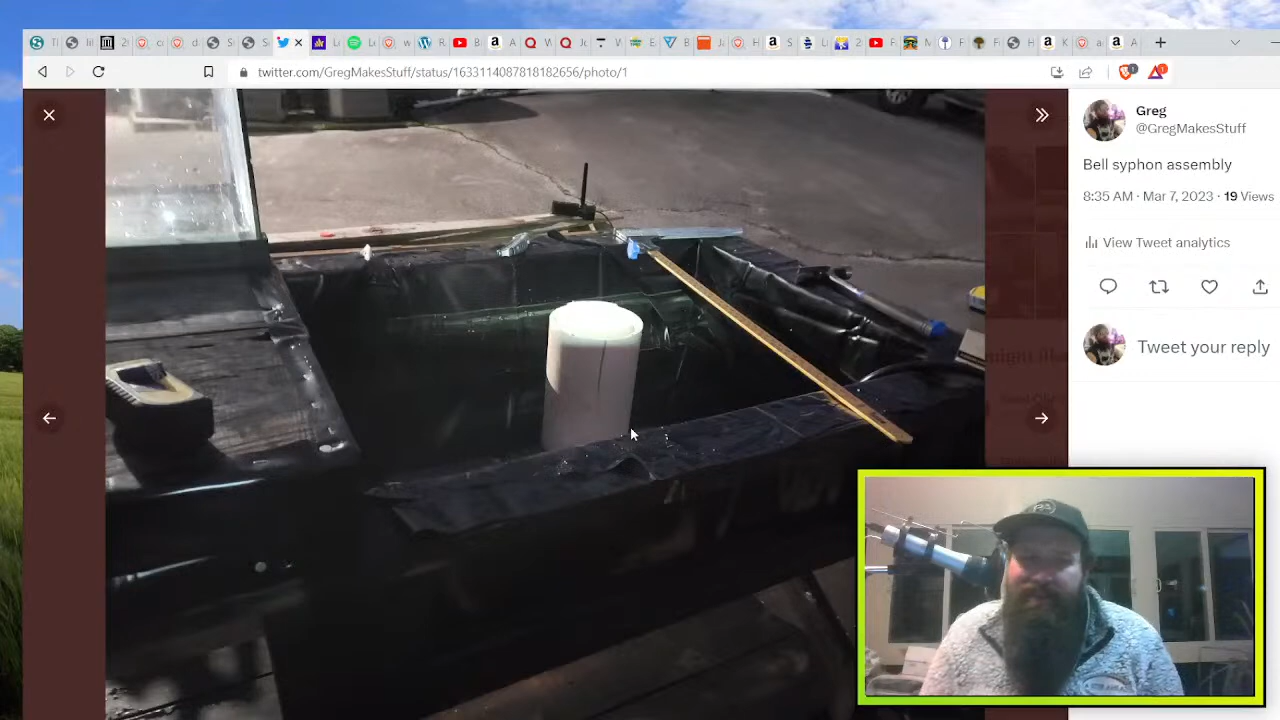 twitter.com/GregMakesStuff/status/1633114087818182656/photo/1
Greg
@GregMakesStuff
Bell syphon assembly
8:35 AM · Mar 7, 2023 · 19 Views
View Tweet analytics
Tweet your reply